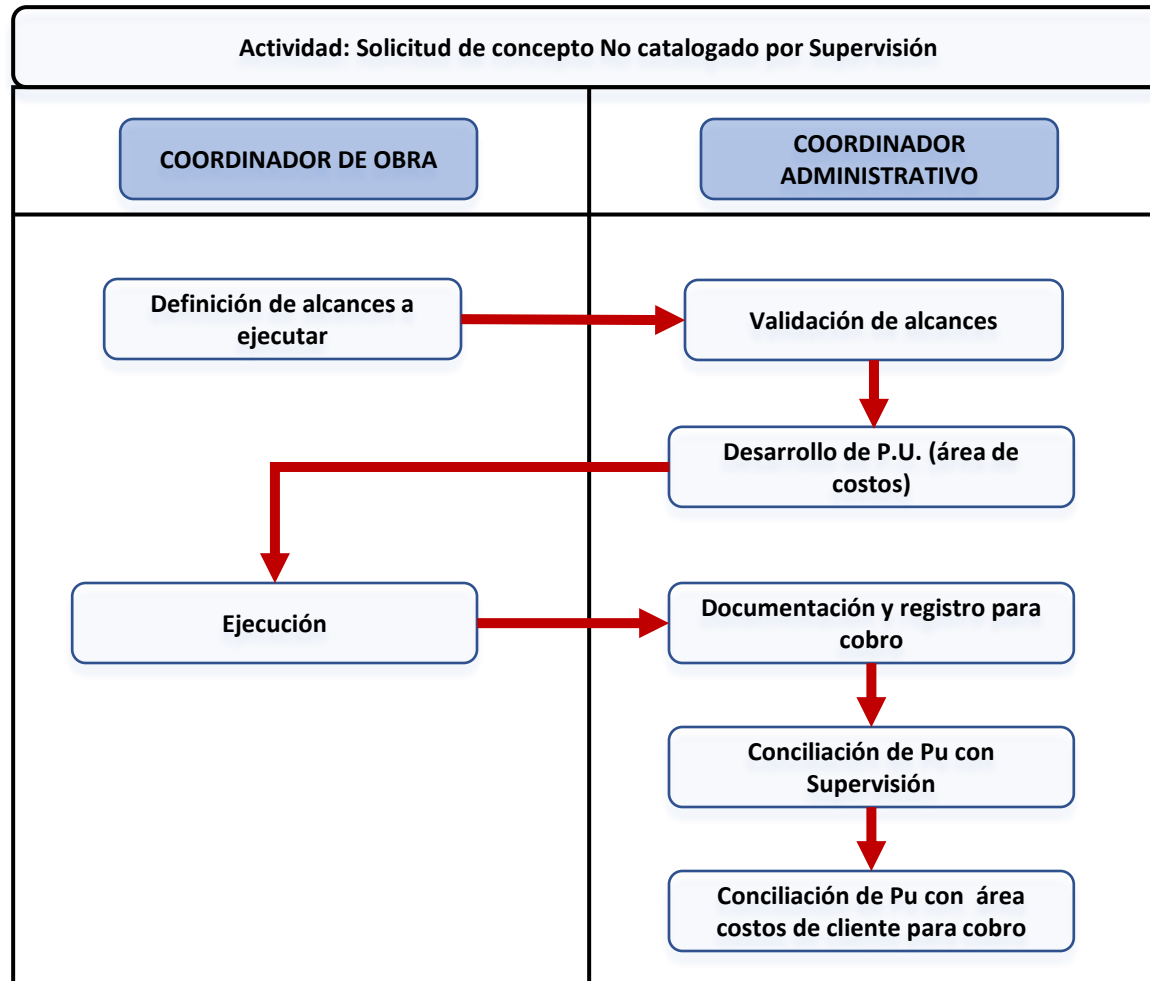 Actividad: Solicitud de concepto No catalogado por Supervisión
COORDINADOR DE OBRA
COORDINADOR
ADMINISTRATIVO
Definición de alcances a
ejecutar
Validación de alcances
Desarrollo de P.U. (área de
costos)
Ejecución
Documentación y registro para
cobro
Conciliación de Pu con
Supervisión
Conciliación de Pu con área
costos de cliente para cobro